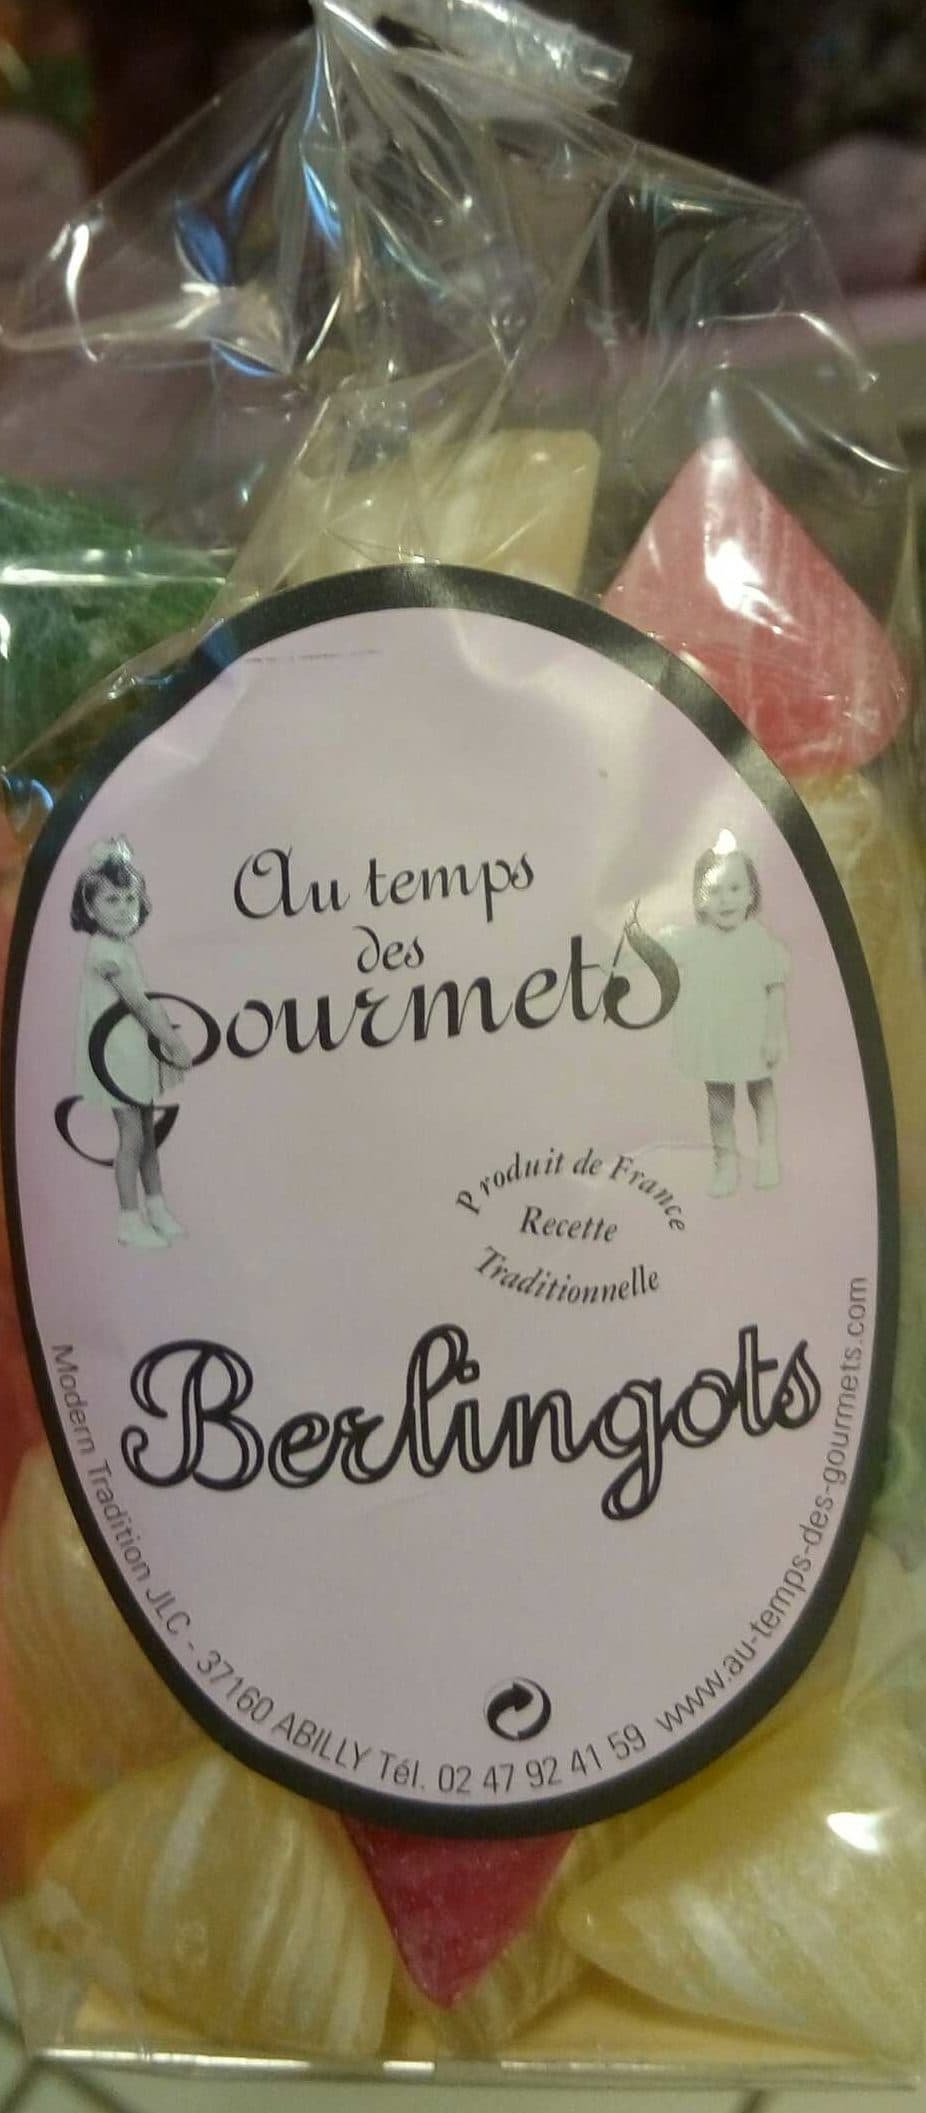 Au temps
des
Gourmets
Produit de France
Recette
Traditionnelle
Berlingots
Modern Tradition JLC - 37160 ABILLY Tél. 02 47 92 41 59 www.au-temps-des-gourmets.com